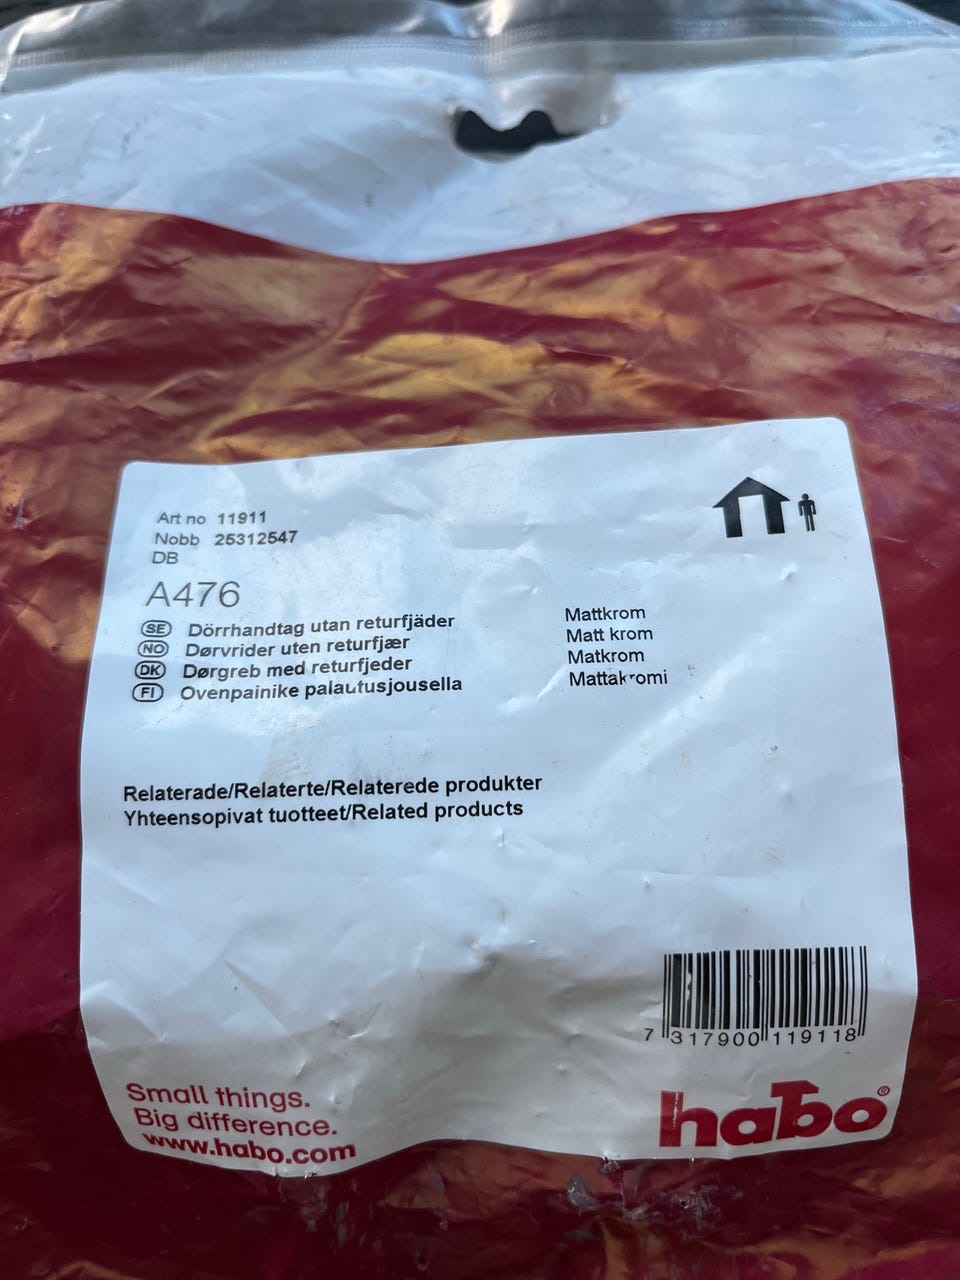 Art no 11911
Nobb 25312547
DB
A476
SE Dörrhandtag utan returfjäder Mattkrom
NO Dørvrider uten returfjær Matt krom
DK Dørgreb med returfjeder Matkrom
FI Ovenpainike palautusjousella Mattakromi
Relaterade/Relaterte/Relaterede produkter
Yhteensopivat tuotteet/Related products
7 317900 119118
Small things.
Big difference.
www.habo.com
habo®